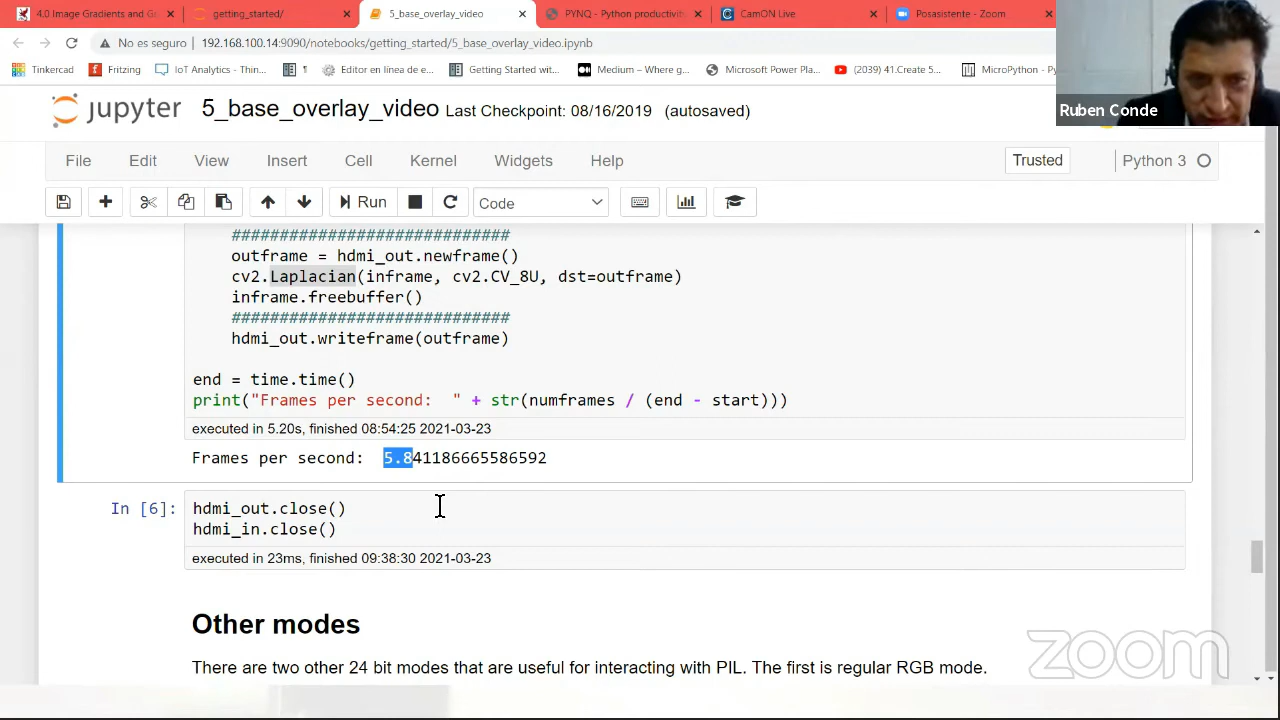 4.0 Image Gradients and Ga
getting_started/
5_base_overlay_video
PYNQ - Python productivit
CamON Live
Posasistente - Zoom
No es seguro
192.168.100.14:9090/notebooks/getting_started/5_base_overlay_video.ipynb
Tinkercad
Fritzing
IoT Analytics - Thin...
¶
Editor en línea de e...
Getting Started wit...
Medium – Where g...
Microsoft Power Pla...
(2039) 41.Create 5...
MicroPython - Py
Ruben Conde
jupyter
5_base_overlay_video Last Checkpoint: 08/16/2019 (autosaved)
File
Edit
View
Insert
Cell
Kernel
Widgets
Help
Trusted
Python 3
Run
Code
###########################
outframe = hdmi_out.newframe()
cv2.Laplacian(inframe, cv2.CV_8U, dst=outframe)
inframe.freebuffer()
###########################
hdmi_out.writeframe(outframe)
end = time.time()
print("Frames per second:  " + str(numframes / (end - start)))
executed in 5.20s, finished 08:54:25 2021-03-23
Frames per second:  5.841186665586592
In [6]:
hdmi_out.close()
hdmi_in.close()
executed in 23ms, finished 09:38:30 2021-03-23
Other modes
There are two other 24 bit modes that are useful for interacting with PIL. The first is regular RGB mode.
zoom